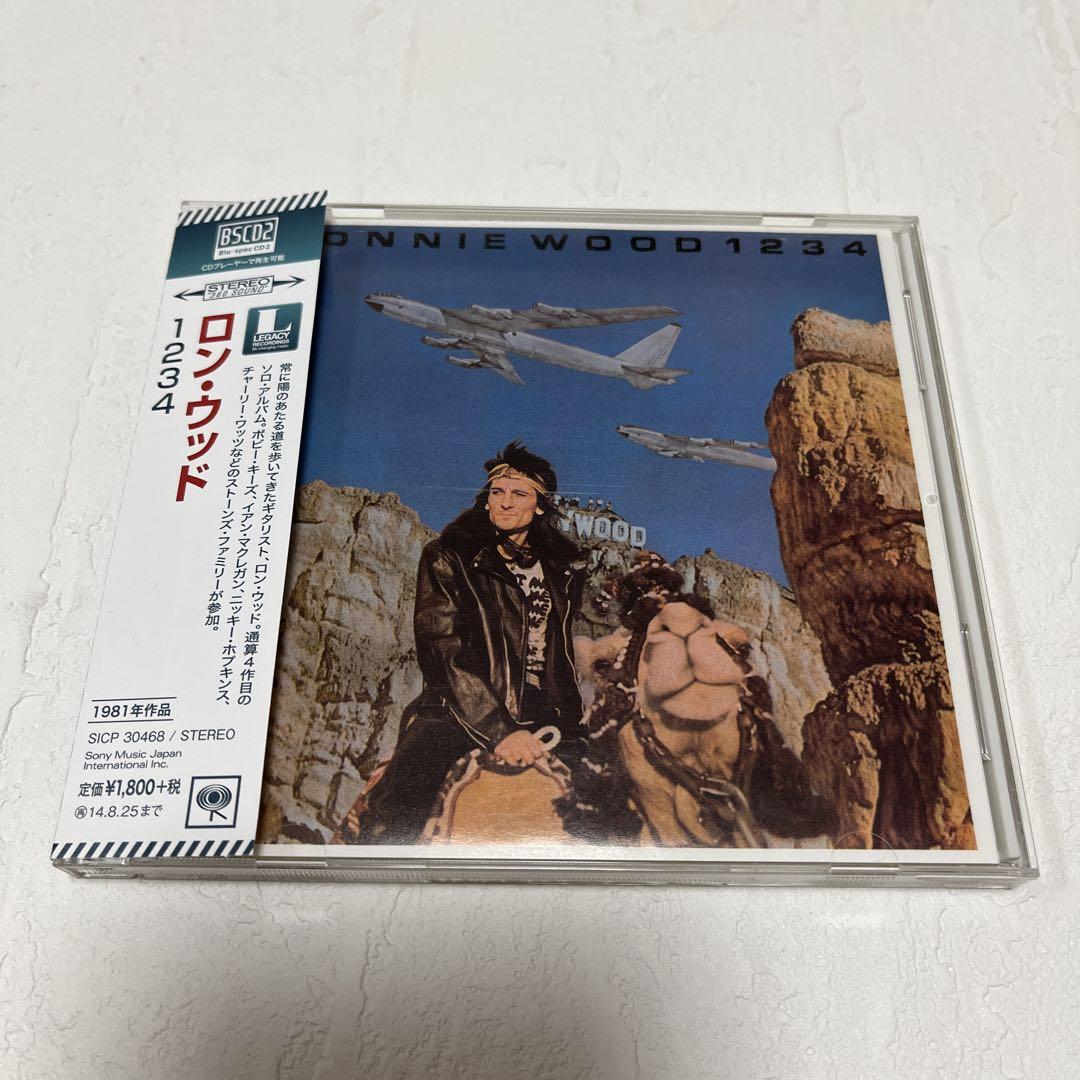 BSCD2
Blu-spec CD2
CDプレーヤーで再生可能
STEREO
"360 SOUND"
L
LEGACY
RECORDINGS
ロン・ウッド
1234
常に陽のあたる道を歩いてきたギタリスト、ロン・ウッド。通算4作目の
ソロ・アルバム。ボビー・キーズ、イアン・マクレガン、ニッキー・ホプキンス、
チャーリー・ワッツなどのストーンズ・ファミリーが参加。
1981年作品
SICP 30468 / STEREO
Sony Music Japan
International Inc.
定価¥1,800+税
再14.8.25まで
ONNIE WOOD 1234
YWOOD